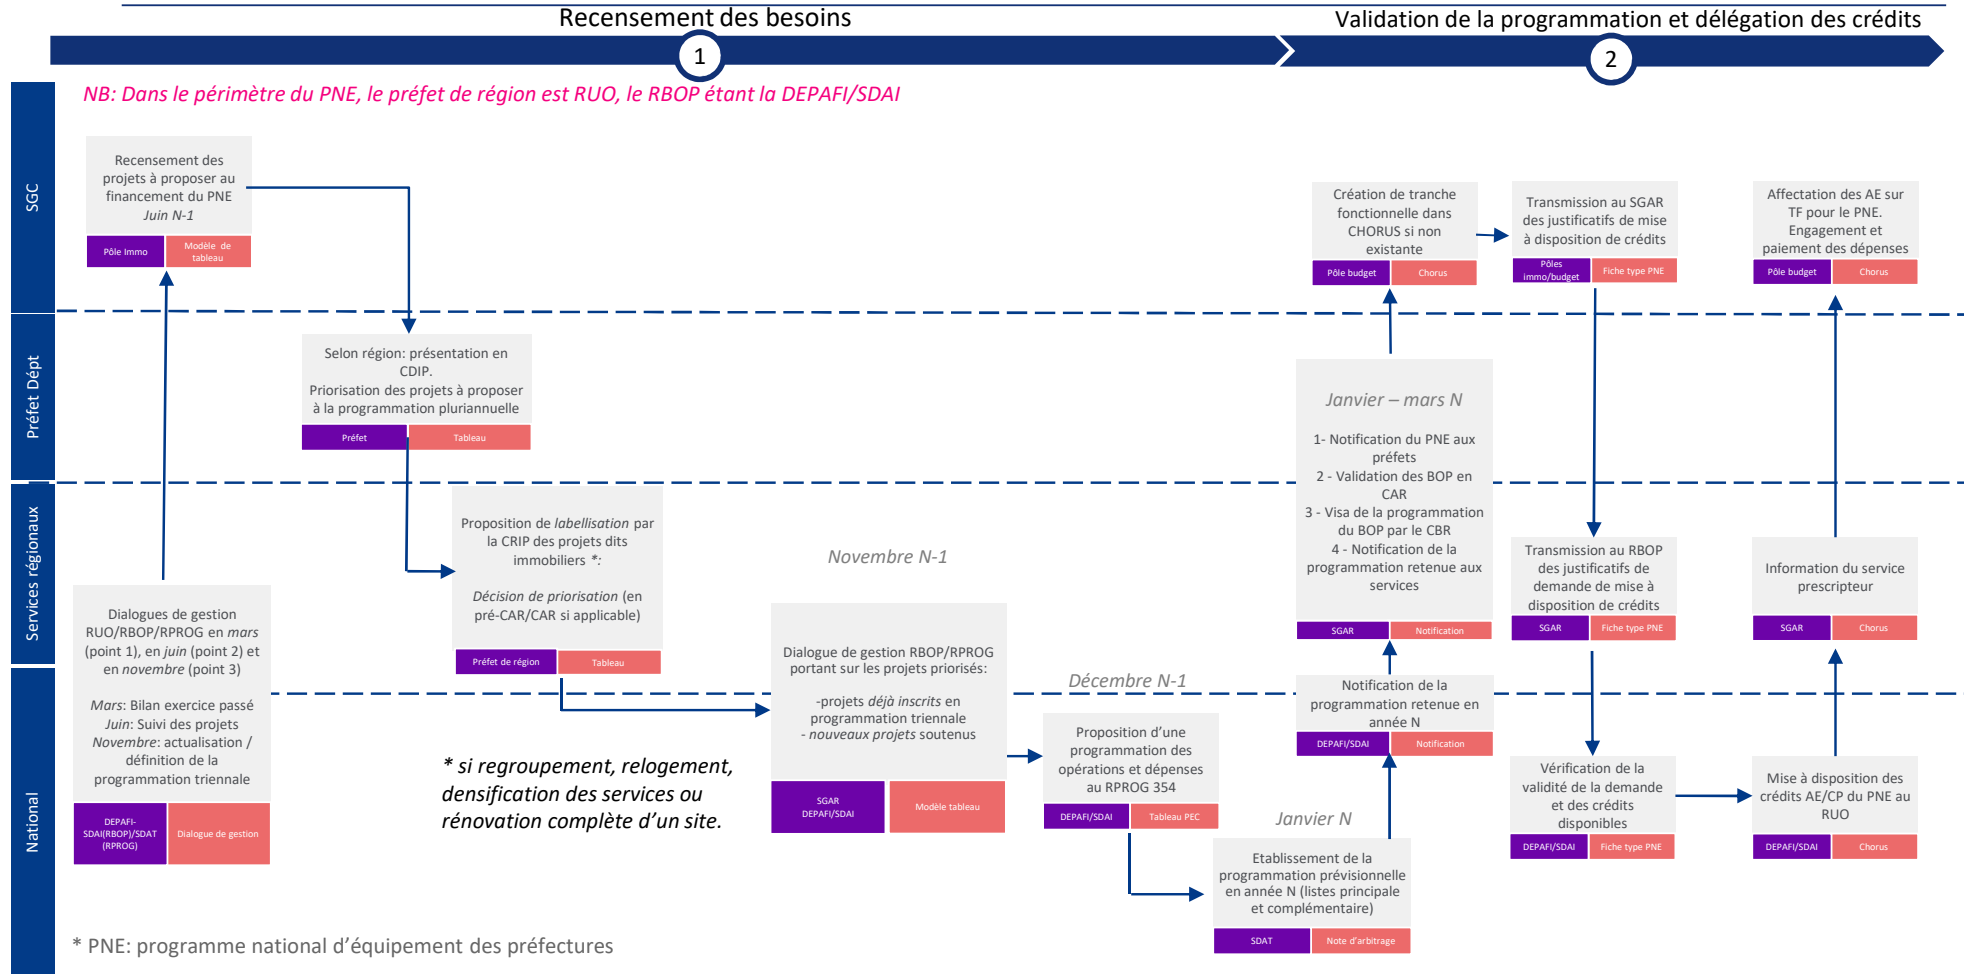 Recensement des besoins
Validation de la programmation et délégation des crédits
1
2
NB: Dans le périmètre du PNE, le préfet de région est RUO, le RBOP étant la DEPAFI/SDAI
SGC
Recensement des
projets à proposer au
financement du PNE
Juin N-1
Pôle Immo
Modèle de
tableau
Création de tranche
fonctionnelle dans
CHORUS si non
existante
Pôle budget
Chorus
Transmission au SGAR
des justificatifs de mise
à disposition de crédits
Pôles
immo/budget
Fiche type PNE
Affectation des AE sur
TF pour le PNE.
Engagement et
paiement des dépenses
Pôle budget
Chorus
Préfet Dépt
Selon région: présentation en
CDIP.
Priorisation des projets à proposer
à la programmation pluriannuelle
Préfet
Tableau
Janvier – mars N
1- Notification du PNE aux
préfets
2 - Validation des BOP en
CAR
3 - Visa de la programmation
du BOP par le CBR
4 - Notification de la
programmation retenue aux
services
SGAR
Notification
Services régionaux
Proposition de labellisation par
la CRIP des projets dits
immobiliers *:
Décision de priorisation (en
pré-CAR/CAR si applicable)
Préfet de région
Tableau
Novembre N-1
Transmission au RBOP
des justificatifs de
demande de mise à
disposition de crédits
SGAR
Fiche type PNE
Information du service
prescripteur
SGAR
Chorus
Dialogues de gestion
RUO/RBOP/RPROG en mars
(point 1), en juin (point 2) et
en novembre (point 3)
Mars: Bilan exercice passé
Juin: Suivi des projets
Novembre: actualisation /
définition de la
programmation triennale
DEPAFI-
SDAI(RBOP)/SDAT
(RPROG)
Dialogue de gestion
Dialogue de gestion RBOP/RPROG
portant sur les projets priorisés:
-projets déjà inscrits en
programmation triennale
- nouveaux projets soutenus
SGAR
DEPAFI/SDAI
Modèle tableau
National
* si regroupement, relogement,
densification des services ou
rénovation complète d'un site.
Décembre N-1
Proposition d'une
programmation des
opérations et dépenses
au RPROG 354
DEPAFI/SDAI
Tableau PEC
Notification de la
programmation retenue en
année N
DEPAFI/SDAI
Notification
Janvier N
Etablissement de la
programmation prévisionnelle
en année N (listes principale
et complémentaire)
SDAT
Note d'arbitrage
Vérification de la
validité de la demande
et des crédits
disponibles
DEPAFI/SDAI
Fiche type PNE
Mise à disposition des
crédits AE/CP du PNE au
RUO
DEPAFI/SDAI
Chorus
* PNE: programme national d'équipement des préfectures